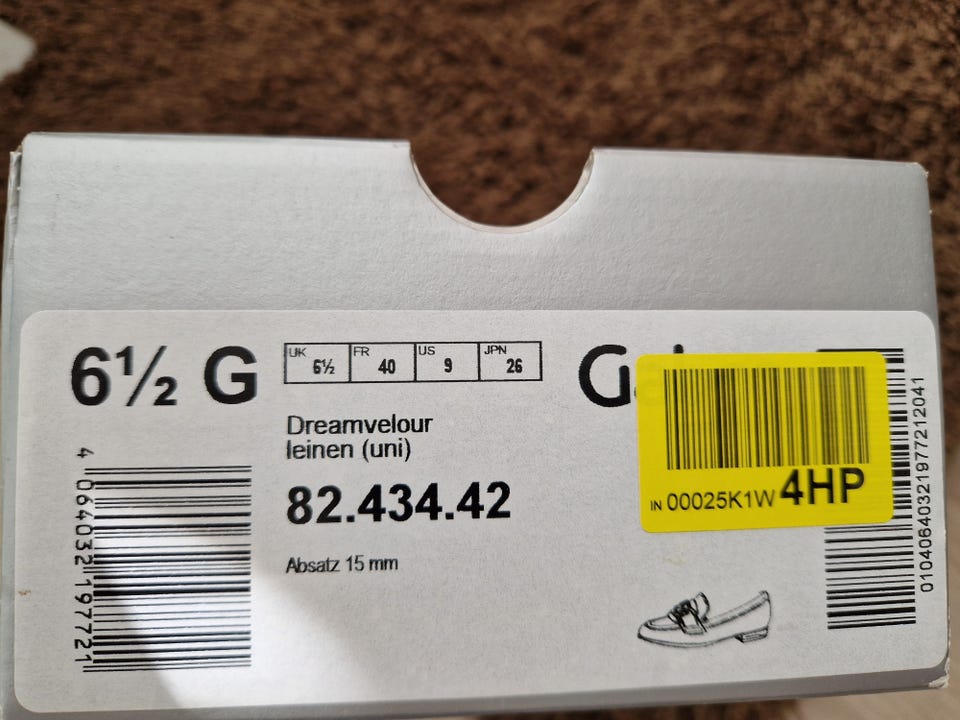 6½ G
UK 6½ FR 40 US 9 JPN 26
Dreamvelour
leinen (uni)
82.434.42
Absatz 15 mm
4 064032 197721
IN 00025K1W 4HP
01040640321977212041